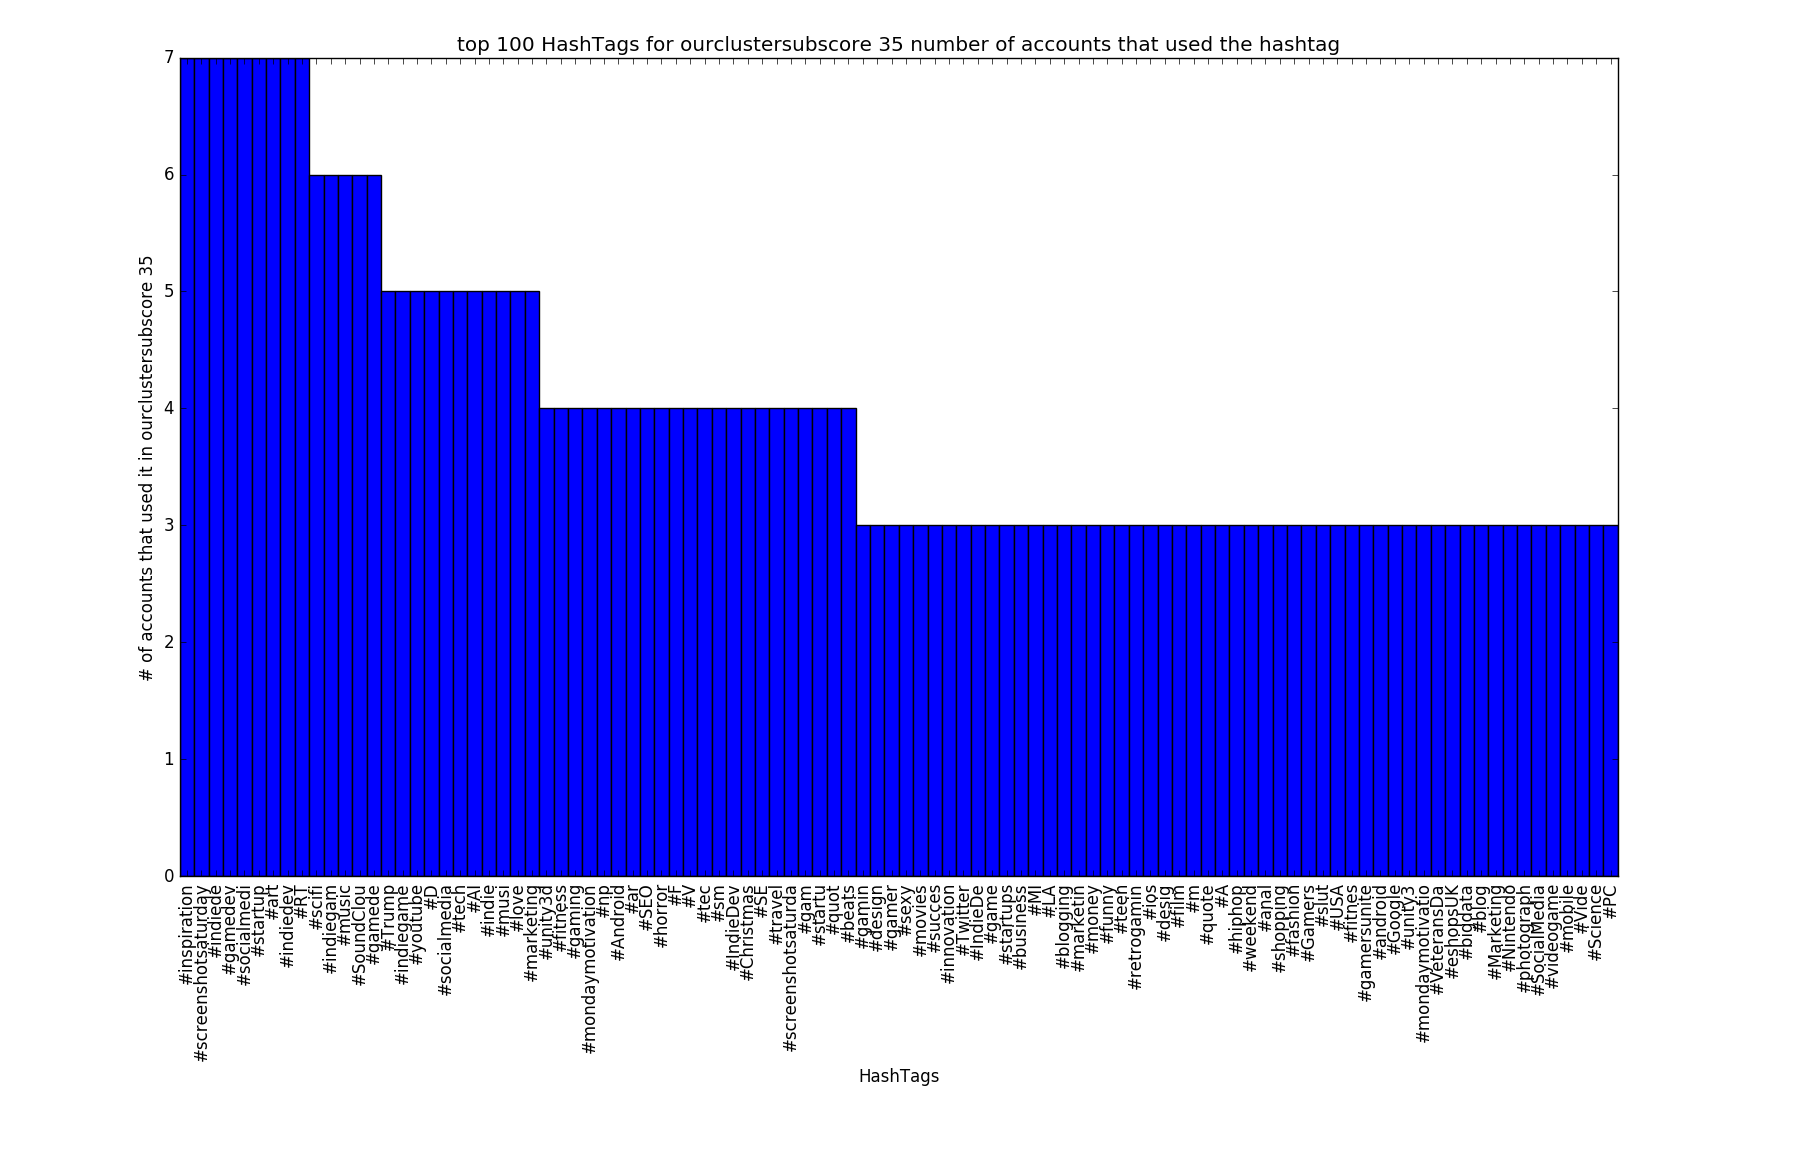 top 100 HashTags for ourclustersubscore 35 number of accounts that used the hashtag
# of accounts that used it in ourclustersubscore 35
7
6
5
4
3
2
1
0
#inspiration
#screenshotsaturday
#indiede
#gamedev
#socialmedi
#startup
#art
#indiedev
#RT
#scifi
#indiegam
#music
#SoundClou
#gamede
#Trump
#indiegame
#youtube
#D
#socialmedia
#tech
#AI
#indie
#musi
#love
#marketing
#unity3d
#fitness
#gaming
#mondaymotivation
#np
#Android
#ar
#SEO
#horror
#F
#V
#tec
#sm
#IndieDev
#Christmas
#SE
#travel
#screenshotsaturda
#gam
#startu
#quot
#beats
#gamin
#design
#gamer
#sexy
#movies
#succes
#innovation
#Twitter
#IndieDe
#game
#startups
#business
#MI
#LA
#blogging
#marketin
#money
#funny
#teen
#retrogamin
#ios
#desig
#film
#m
#quote
#A
#hiphop
#weekend
#anal
#shopping
#fashion
#Gamers
#slut
#USA
#fitnes
#gamersunite
#android
#Google
#unity3
#mondaymotivatio
#VeteransDa
#eshopsUK
#bigdata
#blog
#Marketing
#Nintendo
#photograph
#SocialMedia
#videogame
#mobile
#Vide
#Science
#PC
HashTags